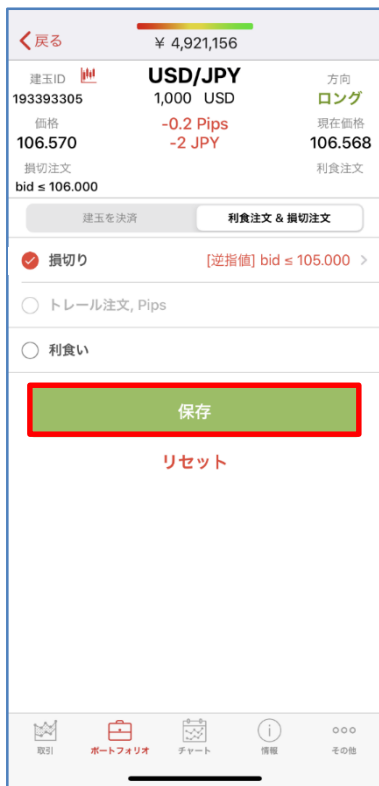 戻る
¥ 4,921,156
建玉ID USD/JPY 方向
193393305 1,000 USD ロング
価格 -0.2 Pips 現在価格
106.570 -2 JPY 106.568
損切注文 利食注文
bid ≤ 106.000
建玉を決済 利食注文 & 損切注文
損切り [逆指値] bid ≤ 105.000
トレール注文, Pips
利食い
保存
リセット
取引 ポートフォリオ チャート 情報 その他